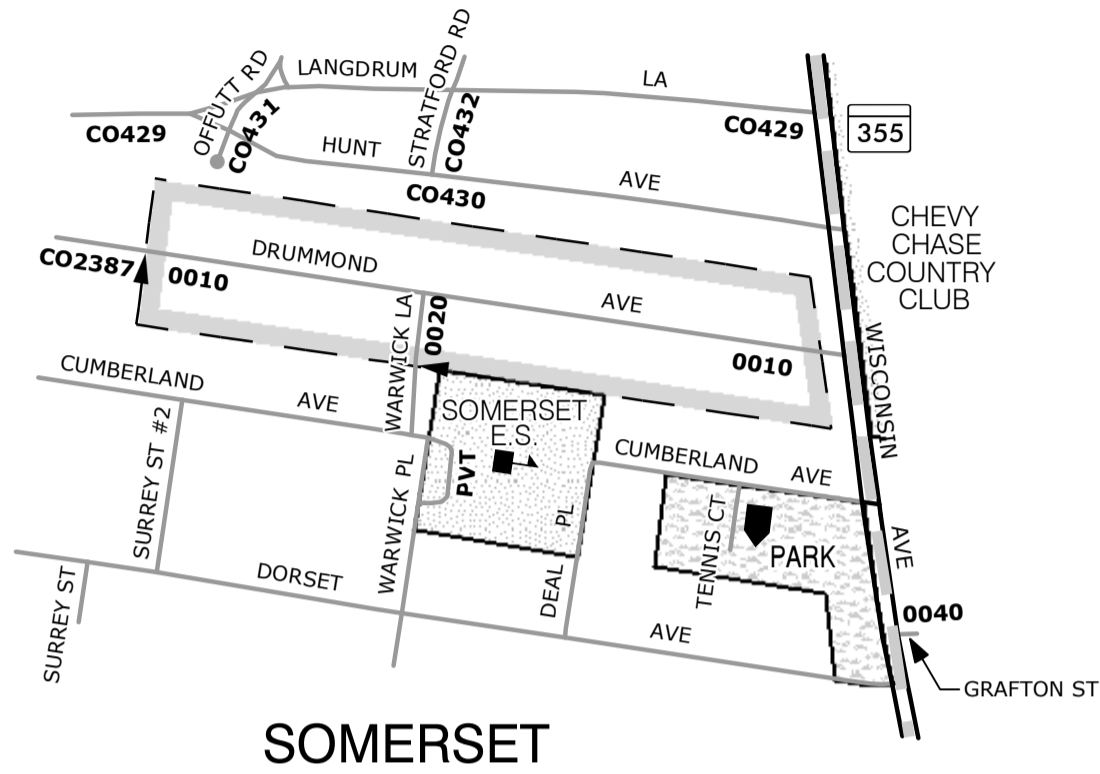 OFFUTT RD
LANGDRUM
LA
STRATFORD RD
CO429
CO431
HUNT
CO432
CO429
355
AVE
CO430
CHEVY
CHASE
COUNTRY
CLUB
DRUMMOND
AVE
CO2387
0010
0020
WARWICK LA
0010
WISCONSIN
AVE
CUMBERLAND
AVE
SOMERSET
E.S.
CUMBERLAND
AVE
SURREY ST #2
WARWICK PL
PVT
DEAL PL
TENNIS CT
PARK
DORSET
AVE
SURREY ST
0040
GRAFTON ST
SOMERSET